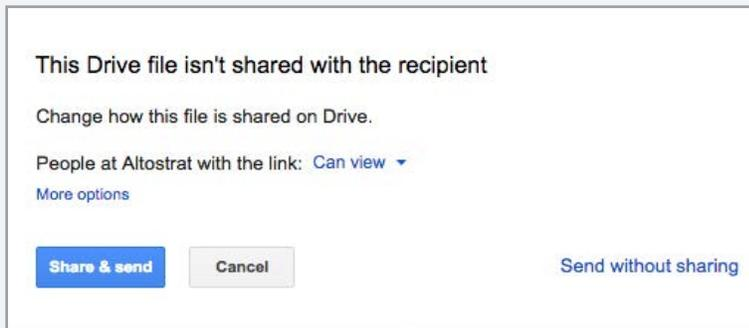 This Drive file isn't shared with the recipient
Change how this file is shared on Drive.
People at Altostrat with the link: Can view
More options
Share & send Cancel Send without sharing